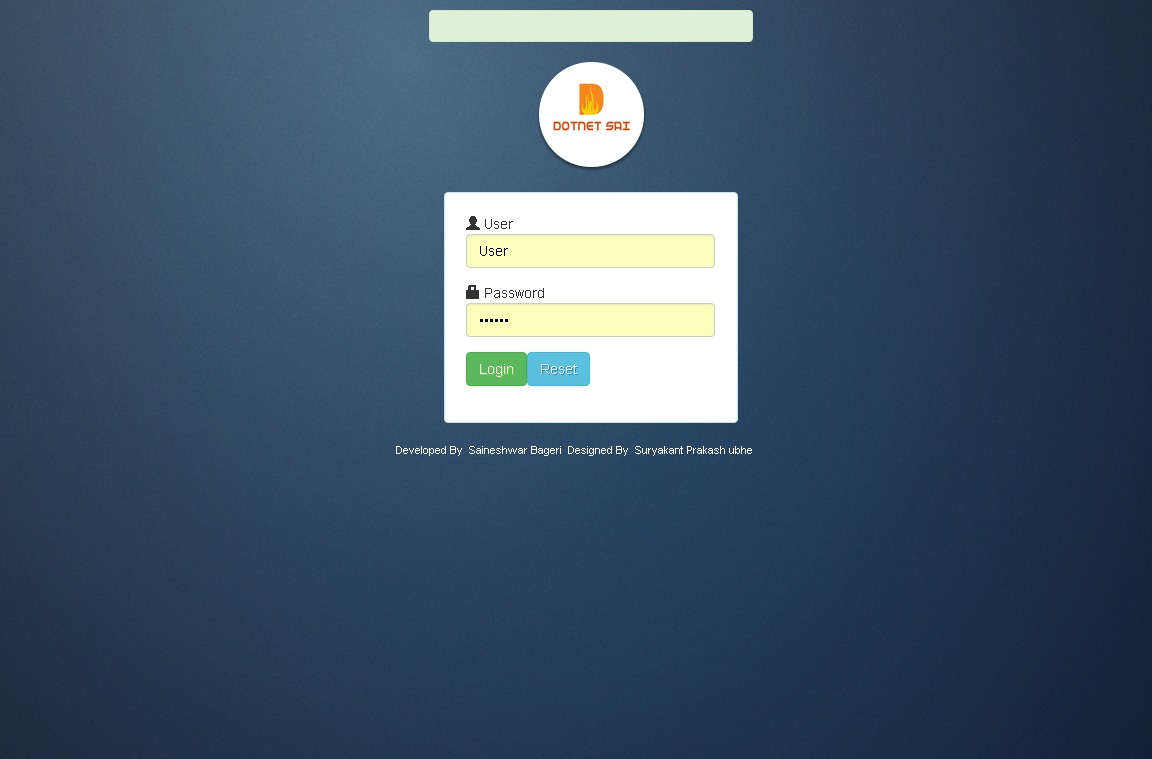 D
DOTNET SAI
User
User
Password
••••••
Login Reset
Developed By Saineshwar Bageri Designed By Suryakant Prakash ubhe